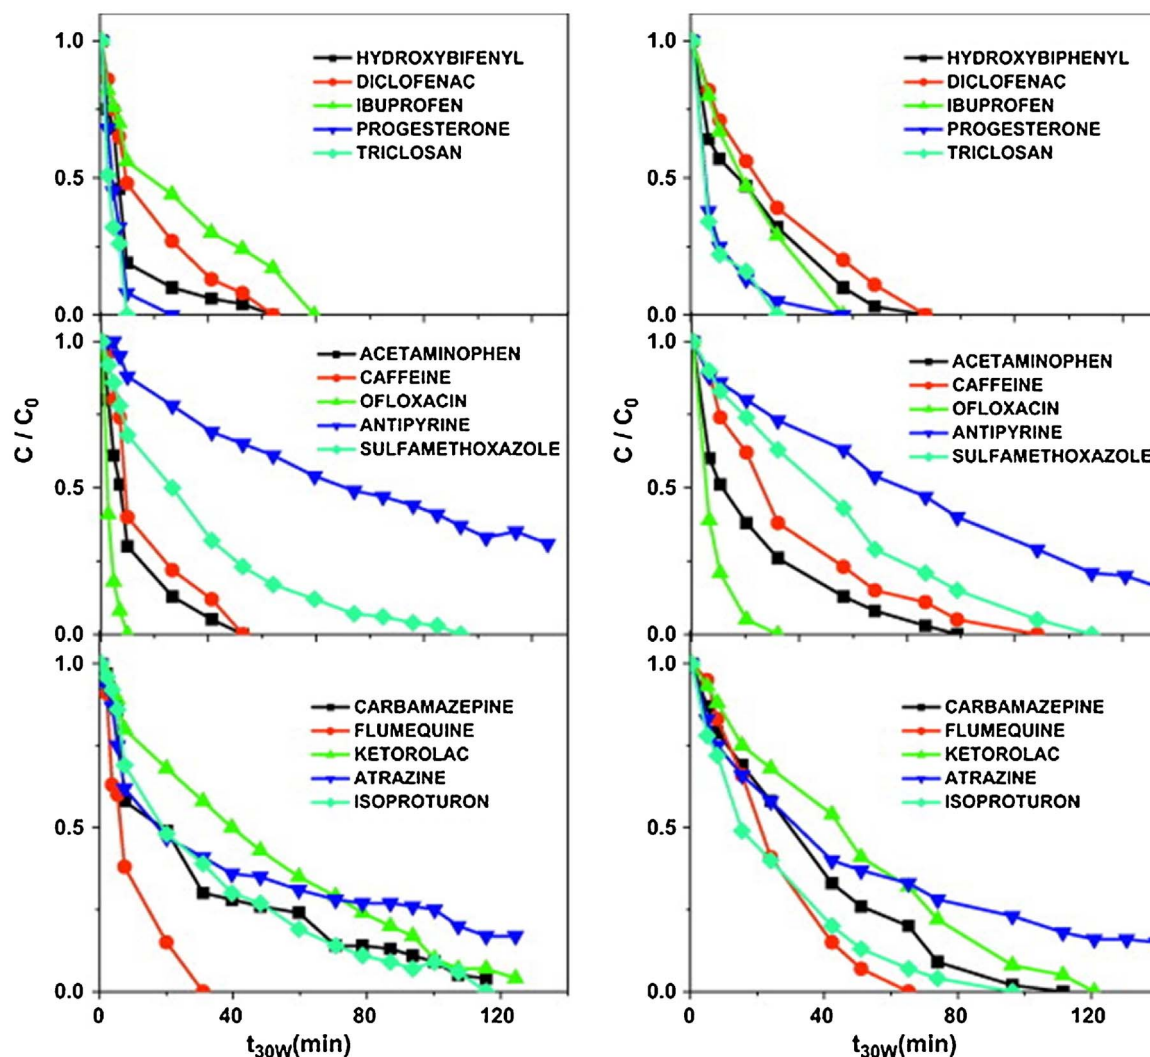 1.0
0.5
0.0
HYDROXYBIFENYL
DICLOFENAC
IBUPROFEN
PROGESTERONE
TRICLOSAN
1.0
0.5
0.0
HYDROXYBIPHENYL
DICLOFENAC
IBUPROFEN
PROGESTERONE
TRICLOSAN
C / C0
1.0
0.5
0.0
ACETAMINOPHEN
CAFFEINE
OFLOXACIN
ANTIPYRINE
SULFAMETHOXAZOLE
C / C0
1.0
0.5
0.0
ACETAMINOPHEN
CAFFEINE
OFLOXACIN
ANTIPYRINE
SULFAMETHOXAZOLE
1.0
0.5
0.0
CARBAMAZEPINE
FLUMEQUINE
KETOROLAC
ATRAZINE
ISOPROTURON
0 40 80 120
t30W(min)
1.0
0.5
0.0
CARBAMAZEPINE
FLUMEQUINE
KETOROLAC
ATRAZINE
ISOPROTURON
0 40 80 120
t30W(min)